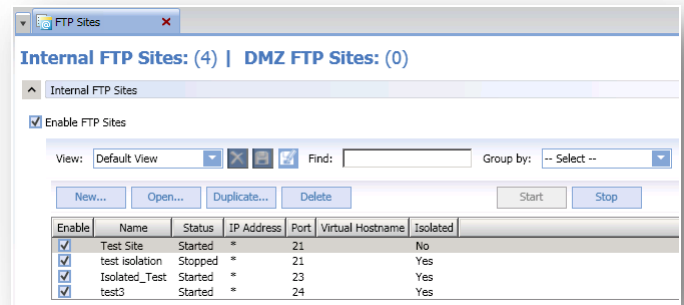 FTP Sites
Internal FTP Sites: (4) | DMZ FTP Sites: (0)
Internal FTP Sites
Enable FTP Sites
View: Default View Find: Group by: -- Select --
New... Open... Duplicate... Delete Start Stop
Enable Name Status IP Address Port Virtual Hostname Isolated
Test Site Started * 21 No
test isolation Stopped * 21 Yes
Isolated_Test Started * 23 Yes
test3 Started * 24 Yes